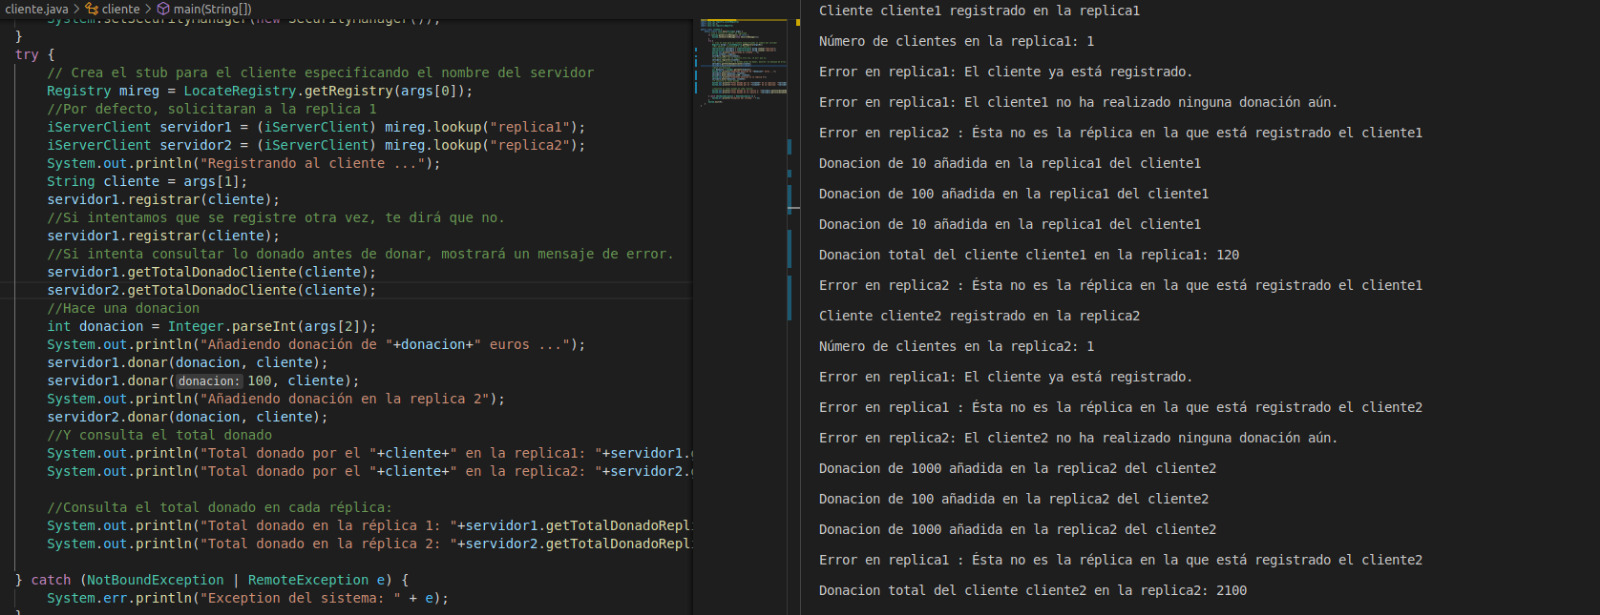 cliente.java > cliente > main(String[])
System.setSecurityManager(new SecurityManager());
}
try {
// Crea el stub para el cliente especificando el nombre del servidor
Registry mireg = LocateRegistry.getRegistry(args[0]);
//Por defecto, solicitaran a la replica 1
iServerClient servidor1 = (iServerClient) mireg.lookup("replica1");
iServerClient servidor2 = (iServerClient) mireg.lookup("replica2");
System.out.println("Registrando al cliente ...");
String cliente = args[1];
servidor1.registrar(cliente);
//Si intentamos que se registre otra vez, te dirá que no.
servidor1.registrar(cliente);
//Si intenta consultar lo donado antes de donar, mostrará un mensaje de error.
servidor1.getTotalDonadoCliente(cliente);
servidor2.getTotalDonadoCliente(cliente);
//Hace una donacion
int donacion = Integer.parseInt(args[2]);
System.out.println("Añadiendo donación de "+donacion+" euros ...");
servidor1.donar(donacion, cliente);
servidor1.donar(donacion: 100, cliente);
System.out.println("Añadiendo donación en la replica 2");
servidor2.donar(donacion, cliente);
//Y consulta el total donado
System.out.println("Total donado por el "+cliente+" en la replica1: "+servidor1.
System.out.println("Total donado por el "+cliente+" en la replica2: "+servidor2.
//Consulta el total donado en cada réplica:
System.out.println("Total donado en la réplica 1: "+servidor1.getTotalDonadoRepl
System.out.println("Total donado en la réplica 2: "+servidor2.getTotalDonadoRepl
} catch (NotBoundException | RemoteException e) {
System.err.println("Exception del sistema: " + e);
}
Cliente cliente1 registrado en la replica1
Número de clientes en la replica1: 1
Error en replica1: El cliente ya está registrado.
Error en replica1: El cliente1 no ha realizado ninguna donación aún.
Error en replica2 : Ésta no es la réplica en la que está registrado el cliente1
Donacion de 10 añadida en la replica1 del cliente1
Donacion de 100 añadida en la replica1 del cliente1
Donacion de 10 añadida en la replica1 del cliente1
Donacion total del cliente cliente1 en la replica1: 120
Error en replica2 : Ésta no es la réplica en la que está registrado el cliente1
Cliente cliente2 registrado en la replica2
Número de clientes en la replica2: 1
Error en replica1: El cliente ya está registrado.
Error en replica1 : Ésta no es la réplica en la que está registrado el cliente2
Error en replica2: El cliente2 no ha realizado ninguna donación aún.
Donacion de 1000 añadida en la replica2 del cliente2
Donacion de 100 añadida en la replica2 del cliente2
Donacion de 1000 añadida en la replica2 del cliente2
Error en replica1 : Ésta no es la réplica en la que está registrado el cliente2
Donacion total del cliente cliente2 en la replica2: 2100